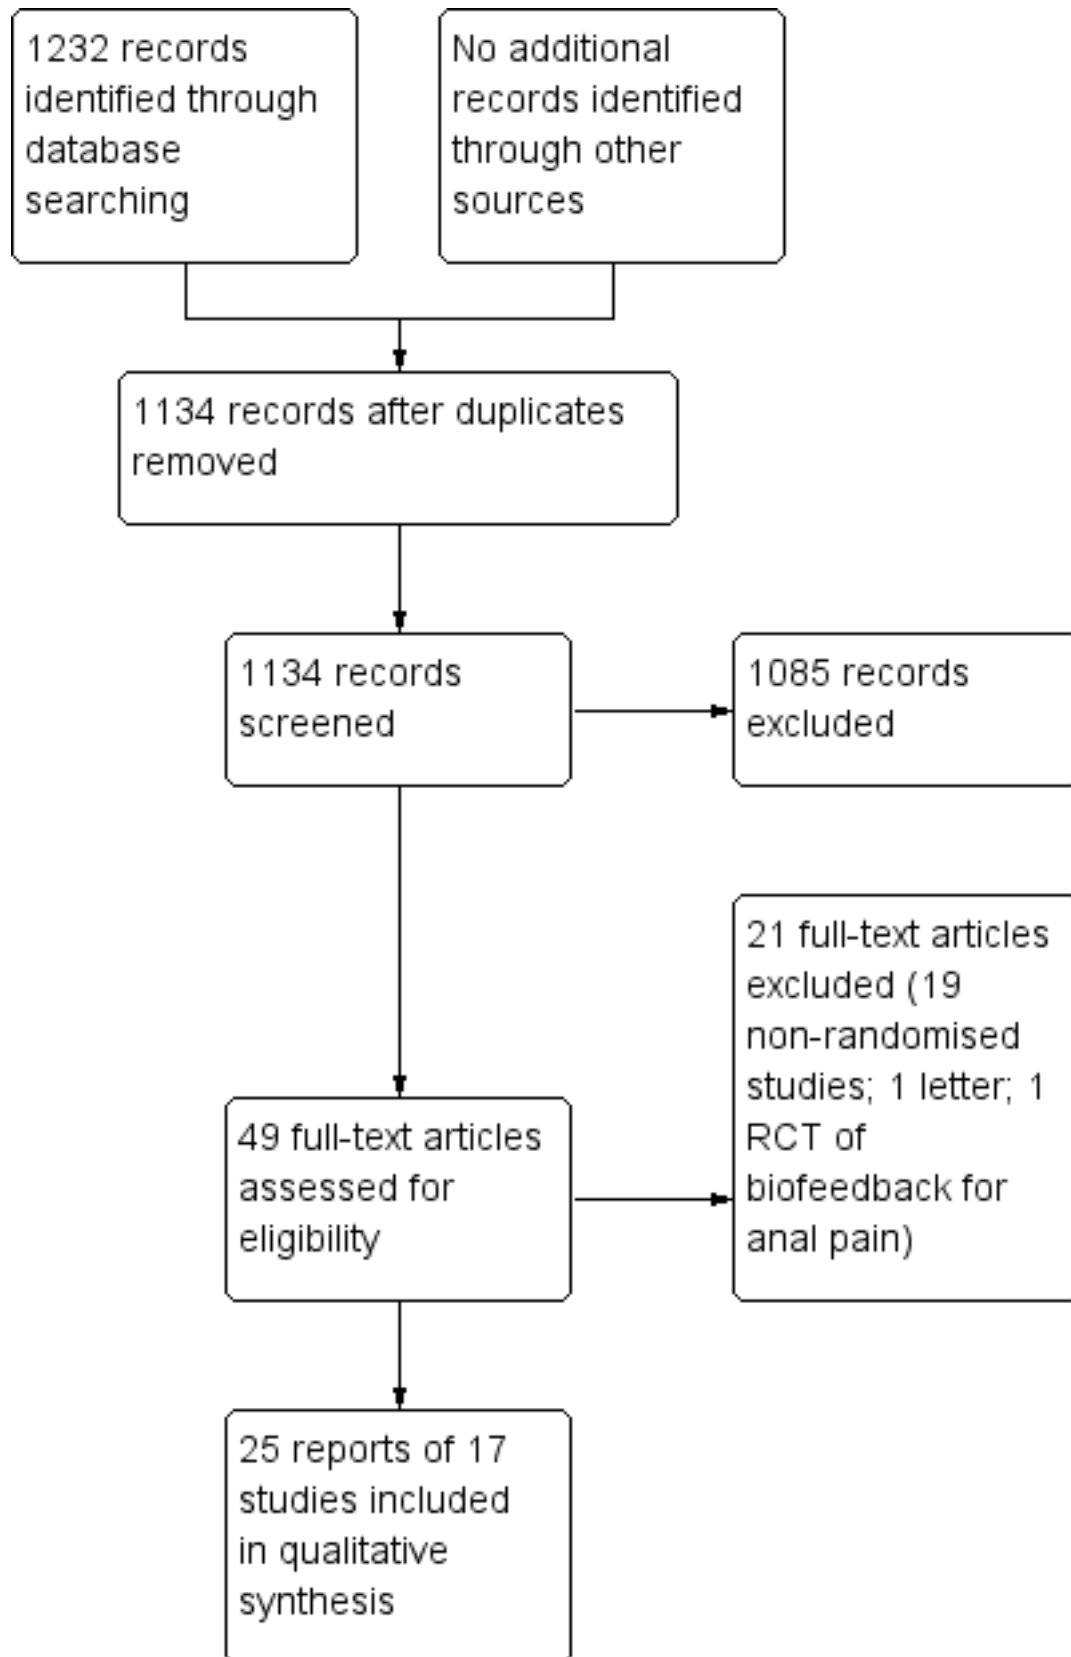 1232 records
identified through
database
searching
No additional
records identified
through other
sources
1134 records after duplicates
removed
1134 records
screened
1085 records
excluded
49 full-text articles
assessed for
eligibility
21 full-text articles
excluded (19
non-randomised
studies; 1 letter; 1
RCT of
biofeedback for
anal pain)
25 reports of 17
studies included
in qualitative
synthesis